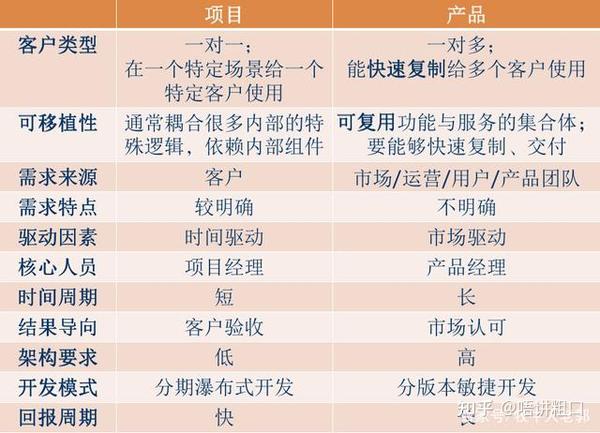 项目 产品
客户类型 一对一； 一对多；
在一个特定场景给一个 能快速复制给多个客户使用
特定客户使用
可移植性 通常耦合很多内部的特 可复用功能与服务的集合体；
殊逻辑，依赖内部组件 要能够快速复制、交付
需求来源 客户 市场/运营/用户/产品团队
需求特点 较明确 不明确
驱动因素 时间驱动 市场驱动
核心人员 项目经理 产品经理
时间周期 短 长
结果导向 客户验收 市场认可
架构要求 低 高
开发模式 分期瀑布式开发 分版本敏捷开发
回报周期 快 长
知乎 @唔讲粗口